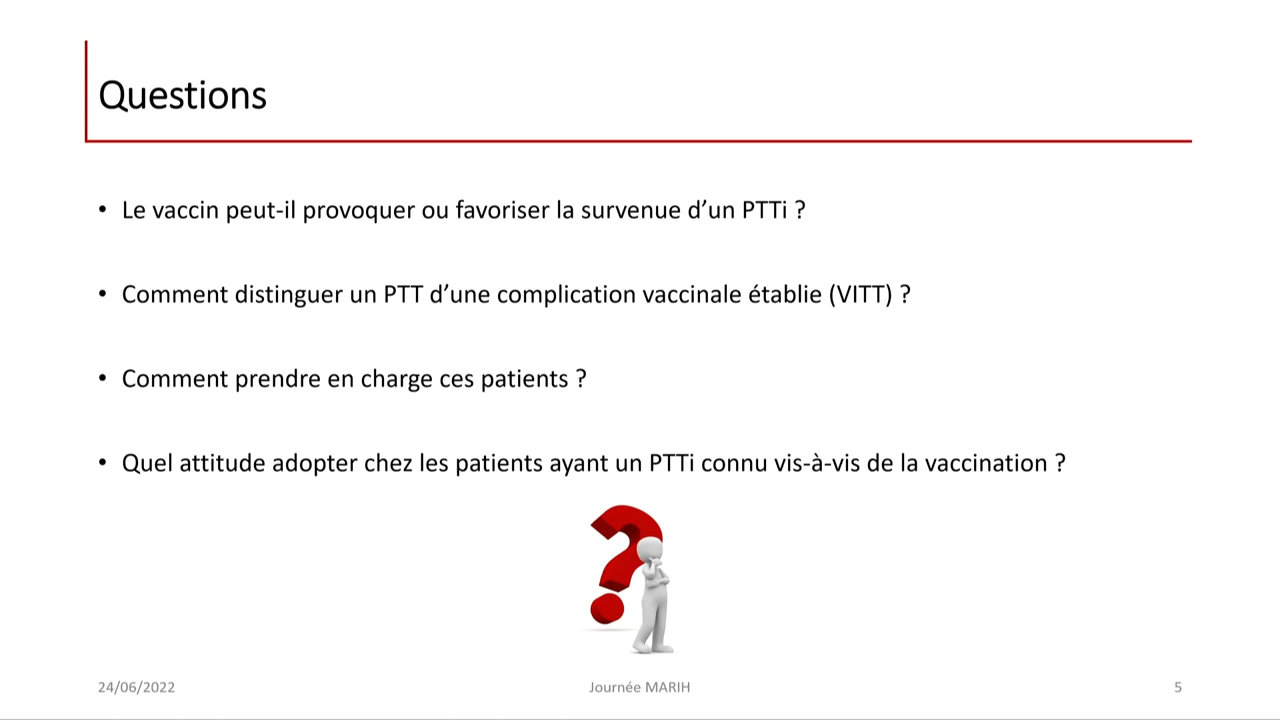 Questions
• Le vaccin peut-il provoquer ou favoriser la survenue d’un PTTi ?
• Comment distinguer un PTT d’une complication vaccinale établie (VITT) ?
• Comment prendre en charge ces patients ?
• Quel attitude adopter chez les patients ayant un PTTi connu vis-à-vis de la vaccination ?
24/06/2022
Journée MARIH
5